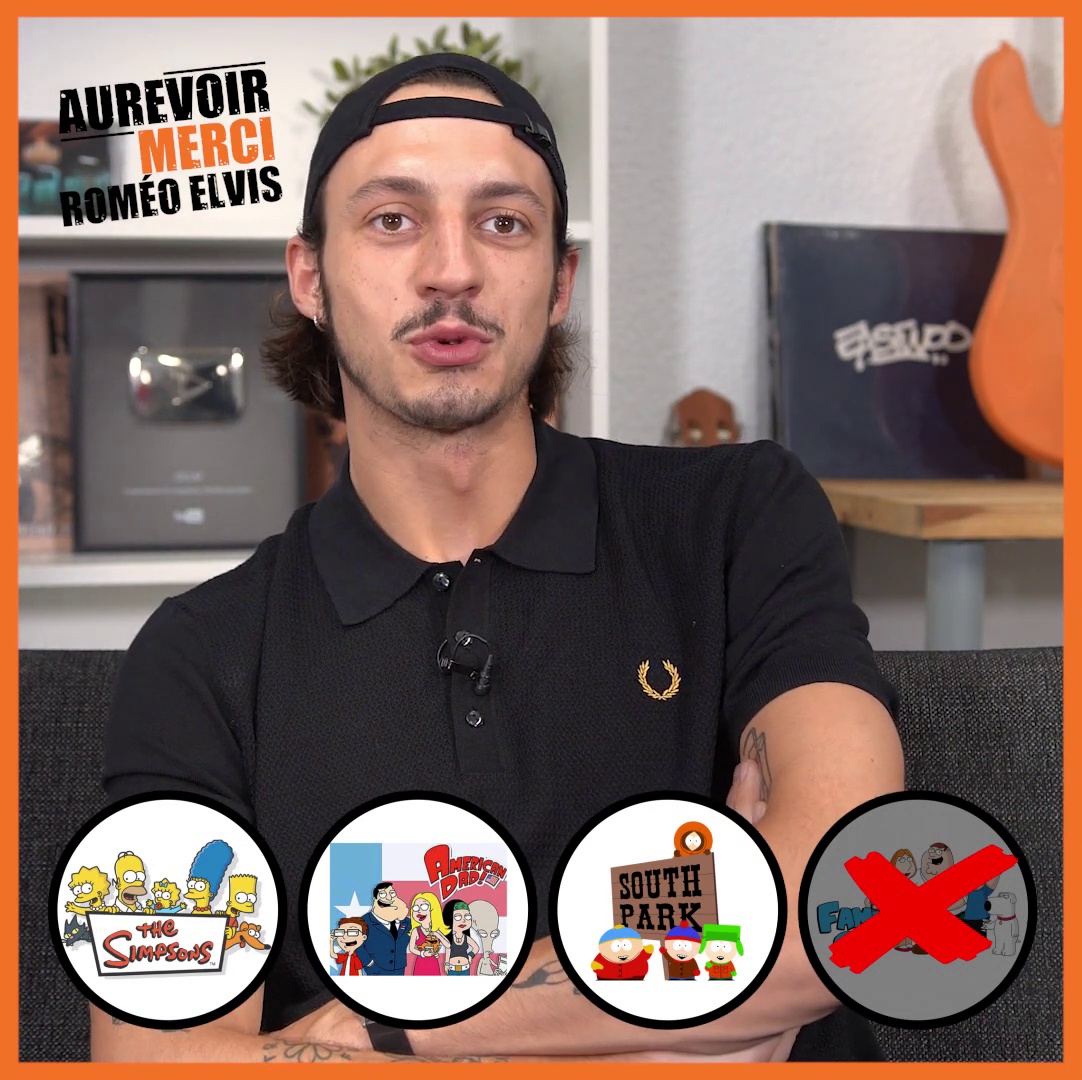 AUREVOIR
MERCI
ROMÉO ELVIS
THE
SIMPSONS
AMERICAN
DAD!
SOUTH
PARK